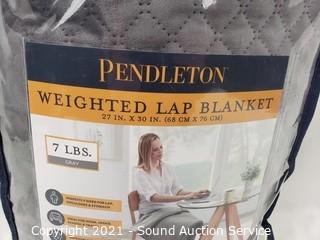 PENDLETON
WEIGHTED LAP BLANKET
27 IN. X 30 IN. (68 CM X 76 CM)
7 LBS.
GRAY
Copyright 2021 - Sound Auction Service